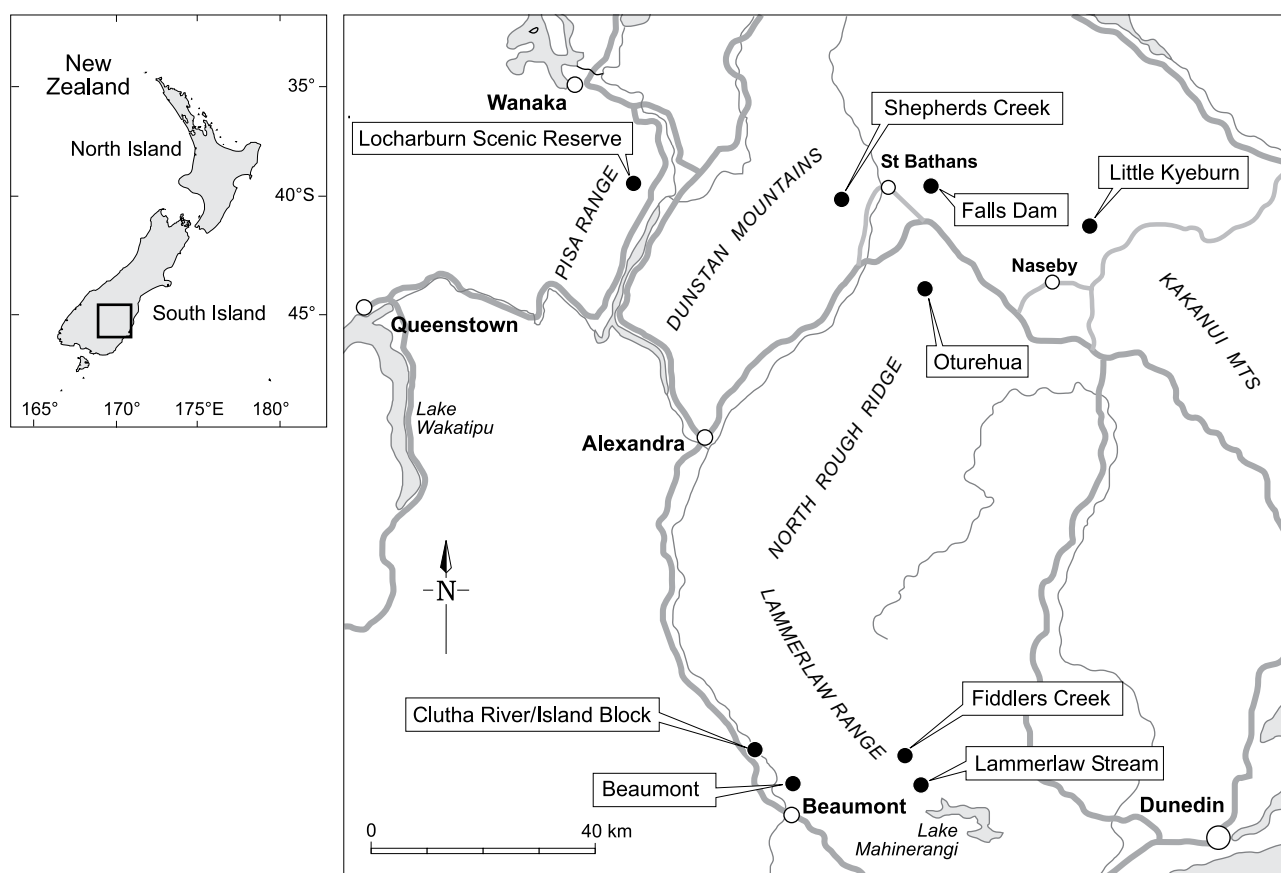 New
Zealand
North Island
South Island
35°
40°S
45°
165°
170°
175°E
180°
Wanaka
Locharburn Scenic Reserve
PISA RANGE
DUNSTAN MOUNTAINS
Shepherds Creek
St Bathans
Falls Dam
Little Kyeburn
Naseby
KAKANUI MTS
Queenstown
Lake
Wakatipu
Oturehua
Alexandra
NORTH ROUGH RIDGE
N
LAMMERLAW RANGE
Clutha River/Island Block
Fiddlers Creek
Lammerlaw Stream
Beaumont
Beaumont
Lake
Mahinerangi
Dunedin
0
40 km